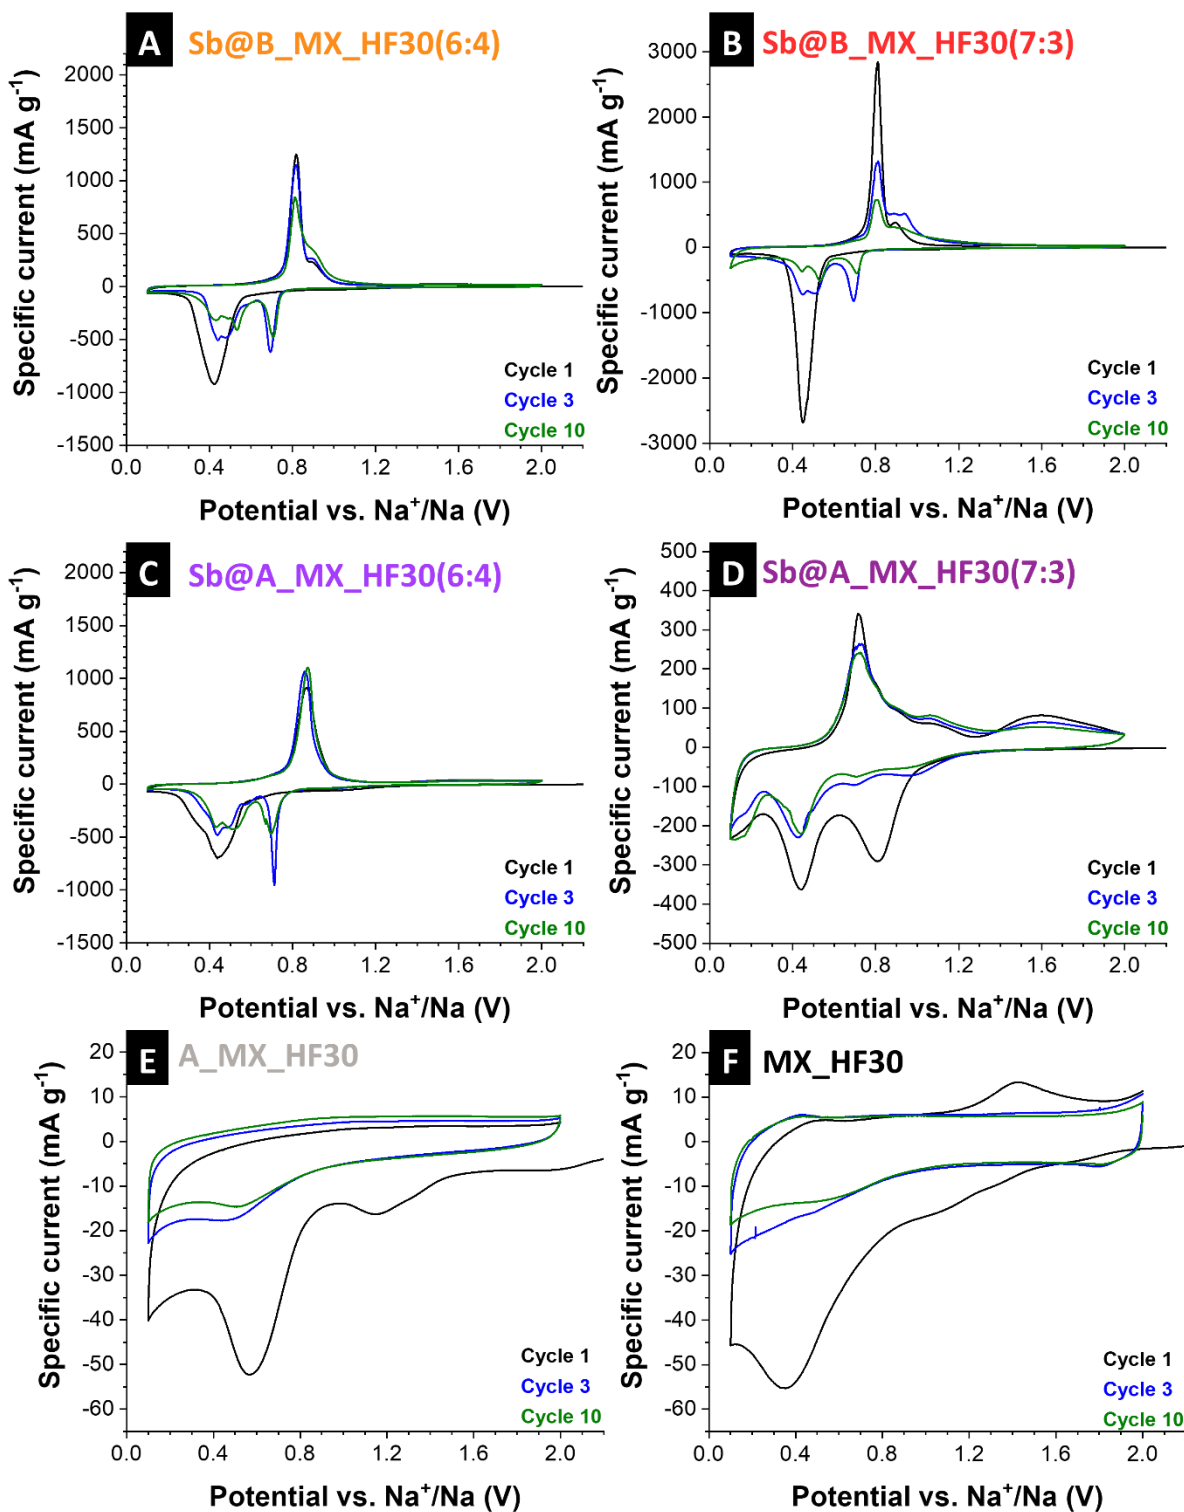 A Sb@B_MX_HF30(6:4)
Specific current (mA g⁻¹)
2000
1500
1000
500
0
-500
-1000
-1500
0.0 0.4 0.8 1.2 1.6 2.0
Cycle 1
Cycle 3
Cycle 10
Potential vs. Na⁺/Na (V)
B Sb@B_MX_HF30(7:3)
Specific current (mA g⁻¹)
3000
2000
1000
0
-1000
-2000
-3000
0.0 0.4 0.8 1.2 1.6 2.0
Cycle 1
Cycle 3
Cycle 10
Potential vs. Na⁺/Na (V)
C Sb@A_MX_HF30(6:4)
Specific current (mA g⁻¹)
2000
1500
1000
500
0
-500
-1000
-1500
0.0 0.4 0.8 1.2 1.6 2.0
Cycle 1
Cycle 3
Cycle 10
Potential vs. Na⁺/Na (V)
D Sb@A_MX_HF30(7:3)
Specific current (mA g⁻¹)
500
400
300
200
100
0
-100
-200
-300
-400
-500
0.0 0.4 0.8 1.2 1.6 2.0
Cycle 1
Cycle 3
Cycle 10
Potential vs. Na⁺/Na (V)
E A_MX_HF30
Specific current (mA g⁻¹)
20
10
0
-10
-20
-30
-40
-50
-60
0.0 0.4 0.8 1.2 1.6 2.0
Cycle 1
Cycle 3
Cycle 10
Potential vs. Na⁺/Na (V)
F MX_HF30
Specific current (mA g⁻¹)
20
10
0
-10
-20
-30
-40
-50
-60
0.0 0.4 0.8 1.2 1.6 2.0
Cycle 1
Cycle 3
Cycle 10
Potential vs. Na⁺/Na (V)